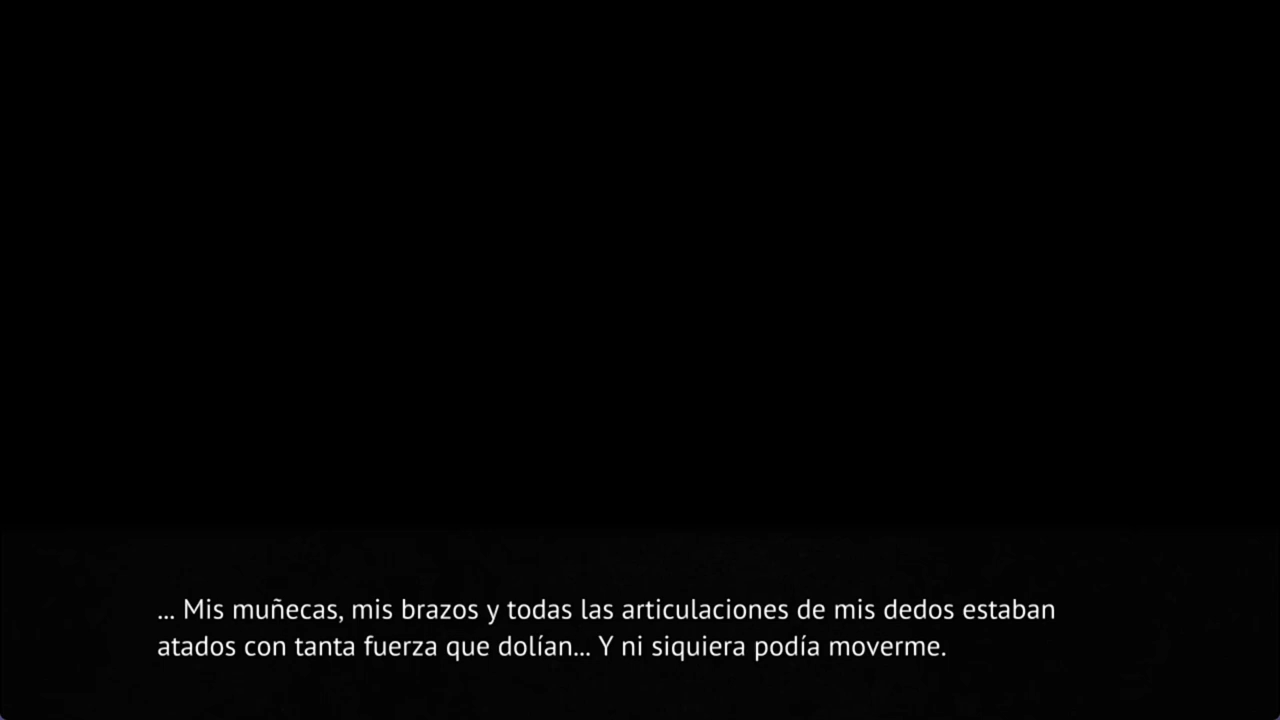 ... Mis muñecas, mis brazos y todas las articulaciones de mis dedos estaban
atados con tanta fuerza que dolían... Y ni siquiera podía moverme.